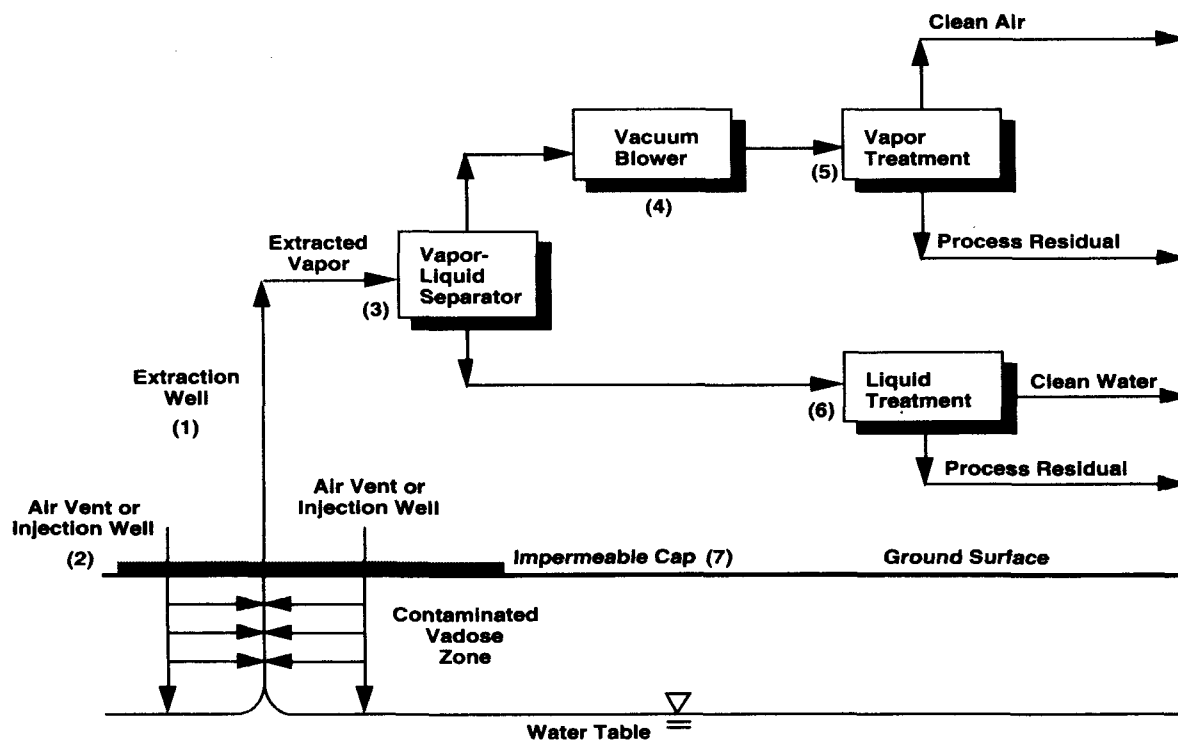 Clean Air
Vacuum
Blower
(4)
Vapor
Treatment
(5)
Process Residual
Extracted
Vapor
Vapor-
Liquid
Separator
(3)
Extraction
Well
(1)
Liquid
Treatment
(6)
Clean Water
Process Residual
Air Vent or
Injection Well
(2)
Air Vent or
Injection Well
Impermeable Cap (7)
Ground Surface
Contaminated
Vadose
Zone
Water Table